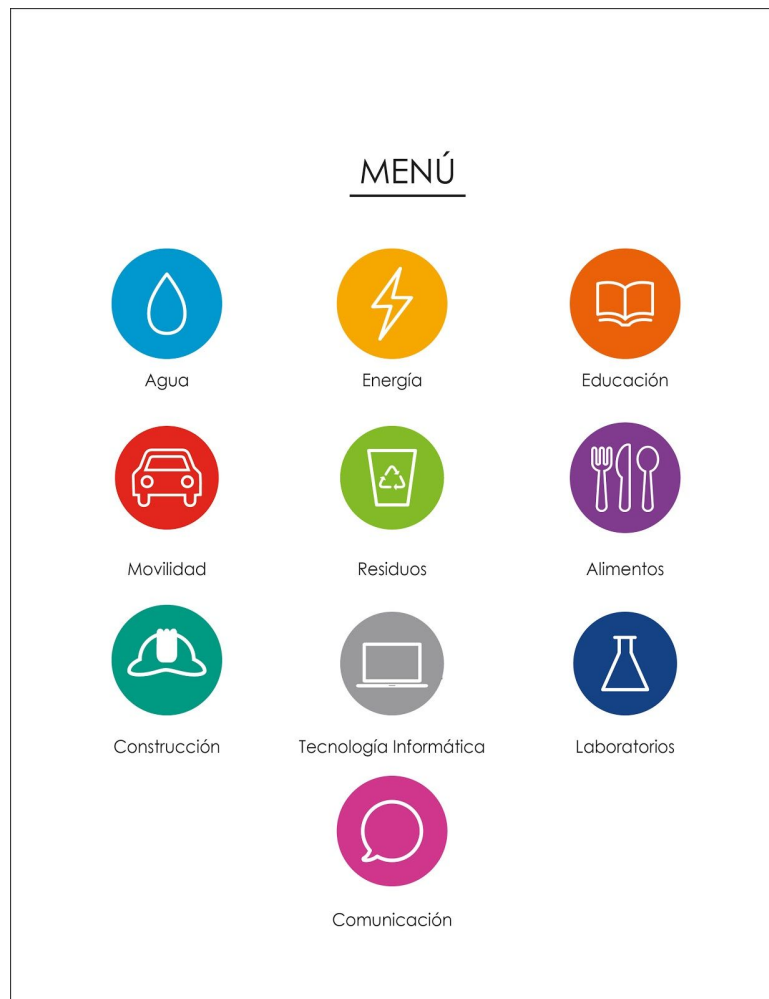 MENÚ
Agua
Energía
Educación
Movilidad
Residuos
Alimentos
Construcción
Tecnología Informática
Laboratorios
Comunicación